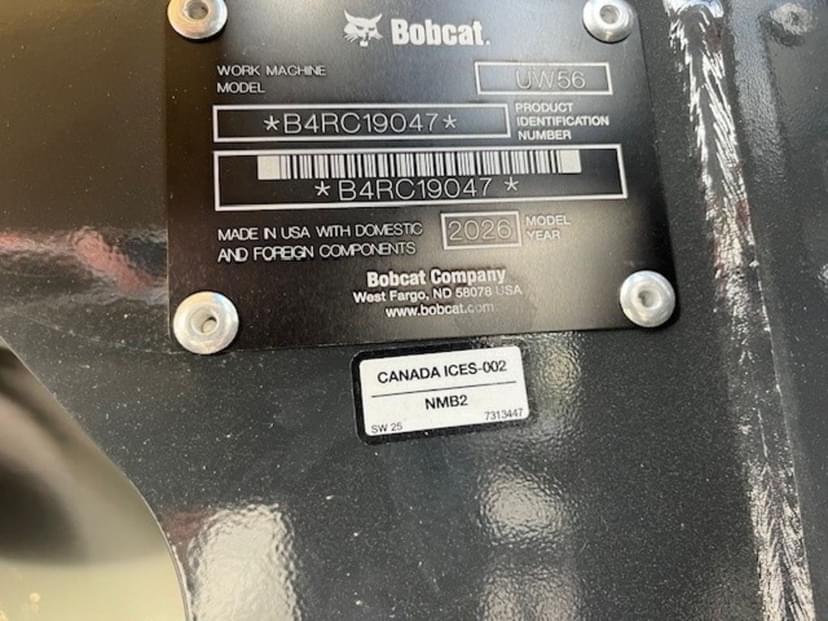 Bobcat.
WORK MACHINE
MODEL
UW56
*B4RC19047*
PRODUCT
IDENTIFICATION
NUMBER
* B4RC19047 *
MADE IN USA WITH DOMESTIC
AND FOREIGN COMPONENTS
2026
MODEL
YEAR
Bobcat Company
West Fargo, ND 58078 USA
www.bobcat.com
CANADA ICES-002
NMB2
SW 25
7313447